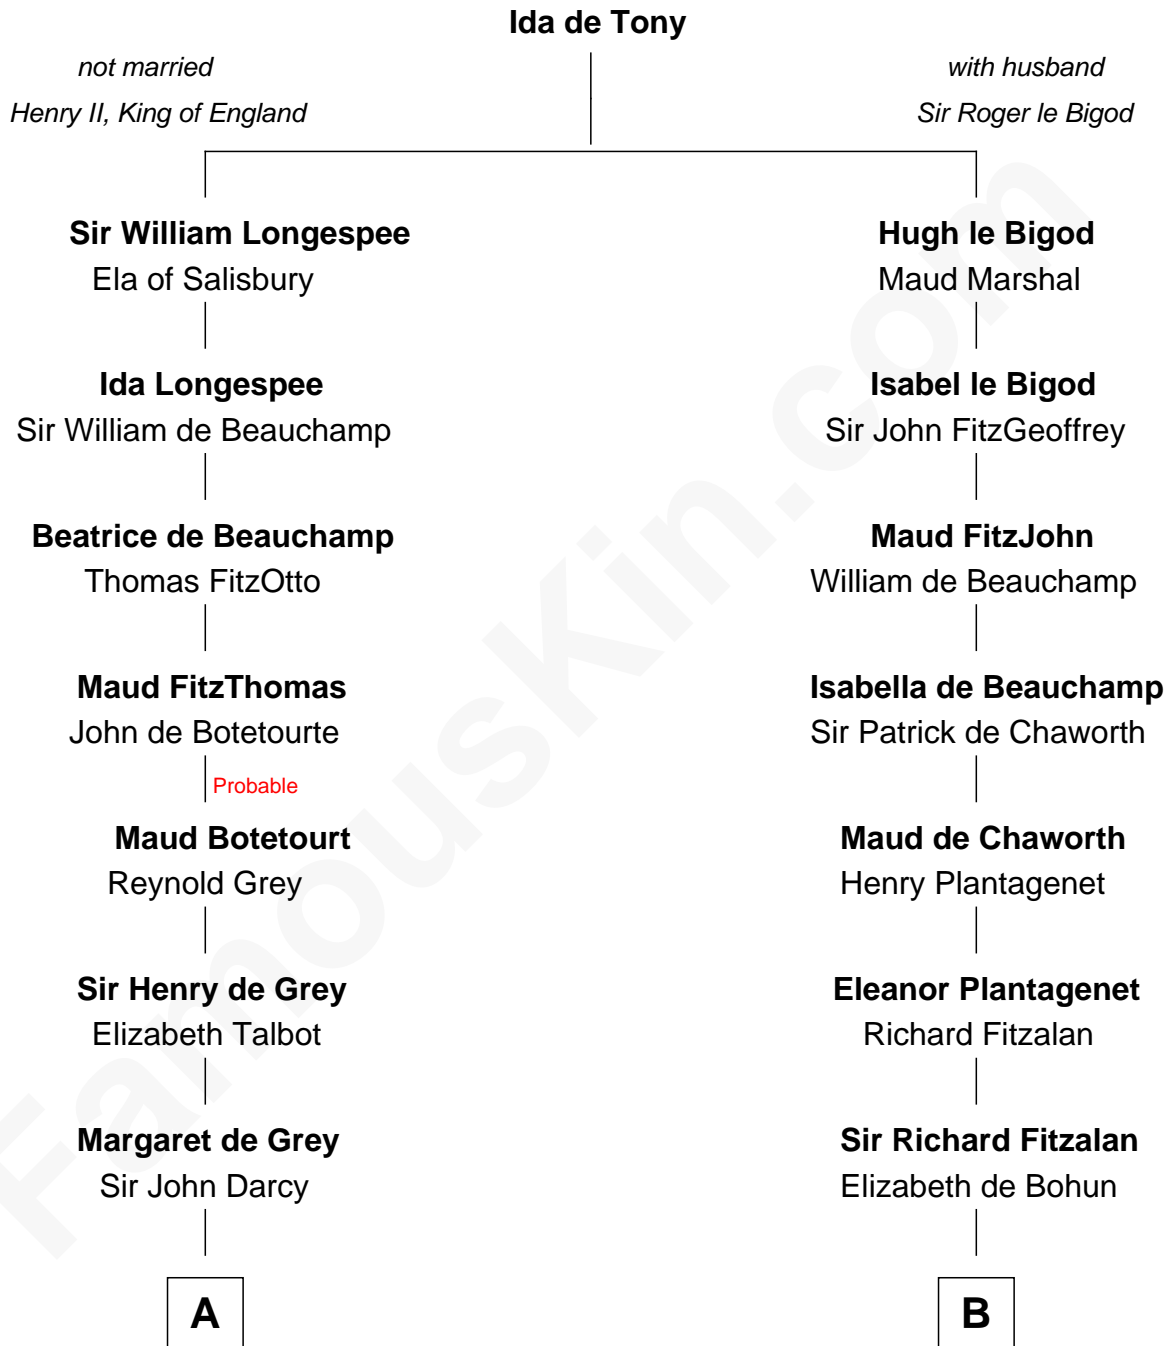 Ida de Tony
not married
Henry II, King of England
with husband
Sir Roger le Bigod
Sir William Longespee
Ela of Salisbury
Hugh le Bigod
Maud Marshal
Ida Longespee
Sir William de Beauchamp
Isabel le Bigod
Sir John FitzGeoffrey
Beatrice de Beauchamp
Thomas FitzOtto
Maud FitzJohn
William de Beauchamp
Maud FitzThomas
John de Botetourte
Isabella de Beauchamp
Sir Patrick de Chaworth
Probable
Maud Botetourt
Reynold Grey
Maud de Chaworth
Henry Plantagenet
Sir Henry de Grey
Elizabeth Talbot
Eleanor Plantagenet
Richard Fitzalan
Margaret de Grey
Sir John Darcy
Sir Richard Fitzalan
Elizabeth de Bohun
A
B
FamousKin.com